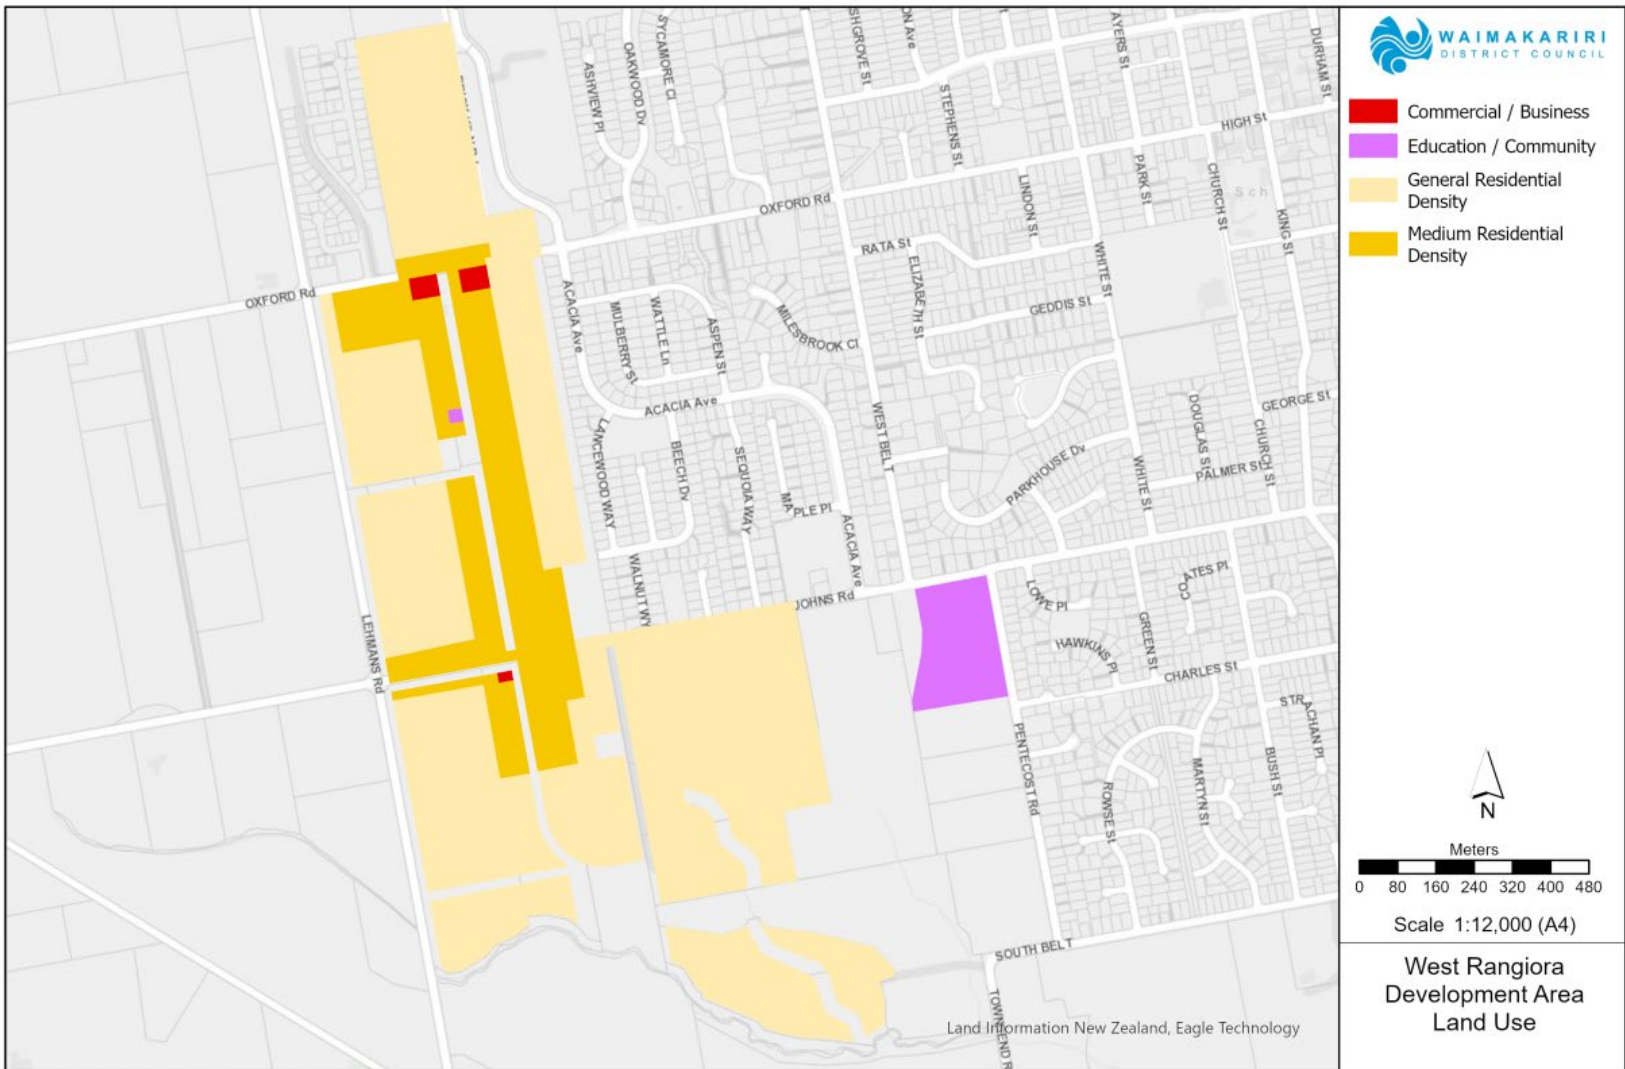 WAIMAKARIRI
DISTRICT COUNCIL
Commercial / Business
Education / Community
General Residential
Density
Medium Residential
Density
N
Meters
0 80 160 240 320 400 480
Scale 1:12,000 (A4)
West Rangiora
Development Area
Land Use
SYCAMORE Cl
OAKWOOD Dv
ASHVIEW Pl
SHGROVE St
ON Ave
STEPHENS St
AYERS St
DURHAM St
HIGH St
PARK St
CHURCH St
Sch
KING St
LINDON St
OXFORD Rd
RATA St
ELIZABETH St
WHITE St
GEDDIS St
OXFORD Rd
ACACIA Ave
MULBERRY St
WATTLE Ln
ASPEN St
MILESBROOK Cl
ACACIA Ave
WEST BELT
DOUGLAS St
GEORGE St
CHURCH St
LANCEWOOD WAY
BEECH Dv
SEQUOIA WAY
MAPLE Pl
PARKHOUSE Dv
WHITE St
PALMER St
ACACIA Ave
WALNUT WY
JOHNS Rd
LOWE Pl
COATES Pl
GREEN St
HAWKINS Pl
CHARLES St
LEHMANS Rd
STRACHAN Pl
PENTECOST Rd
ROWSE St
MARTYN St
BUSH St
SOUTH BELT
TOWNSEND R
Land Information New Zealand, Eagle Technology